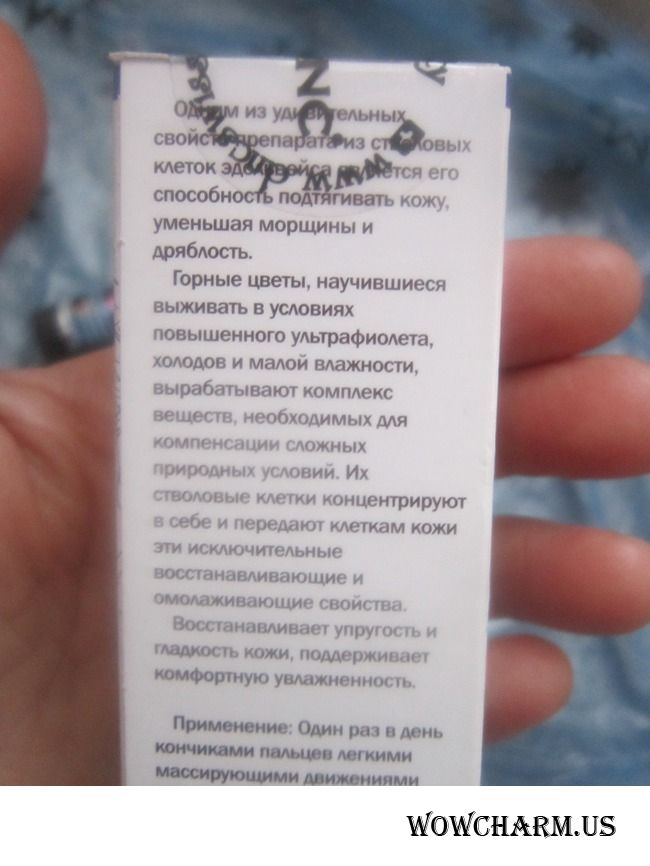 Одним из удивительных
свойств препарата из стволовых
клеток эдельвейса является его
способность подтягивать кожу,
уменьшая морщины и
дряблость.
Горные цветы, научившиеся
выживать в условиях
повышенного ультрафиолета,
холодов и малой влажности,
вырабатывают комплекс
веществ, необходимых для
компенсации сложных
природных условий. Их
стволовые клетки концентрируют
в себе и передают клеткам кожи
эти исключительные
восстанавливающие и
омолаживающие свойства.
Восстанавливает упругость и
гладкость кожи, поддерживает
комфортную увлажненность.
Применение: Один раз в день
кончиками пальцев легкими
массирующими движениями
WOWCHARM.US